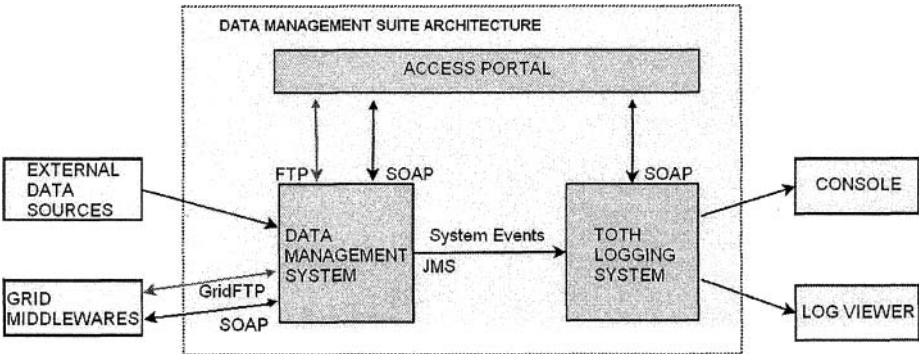 DATA MANAGEMENT SUITE ARCHITECTURE
ACCESS PORTAL
FTP
SOAP
SOAP
EXTERNAL
DATA
SOURCES
DATA
MANAGEMENT
SYSTEM
System Events
JMS
TOTH
LOGGING
SYSTEM
CONSOLE
GRID
MIDDLEWARES
GridFTP
SOAP
LOG VIEWER